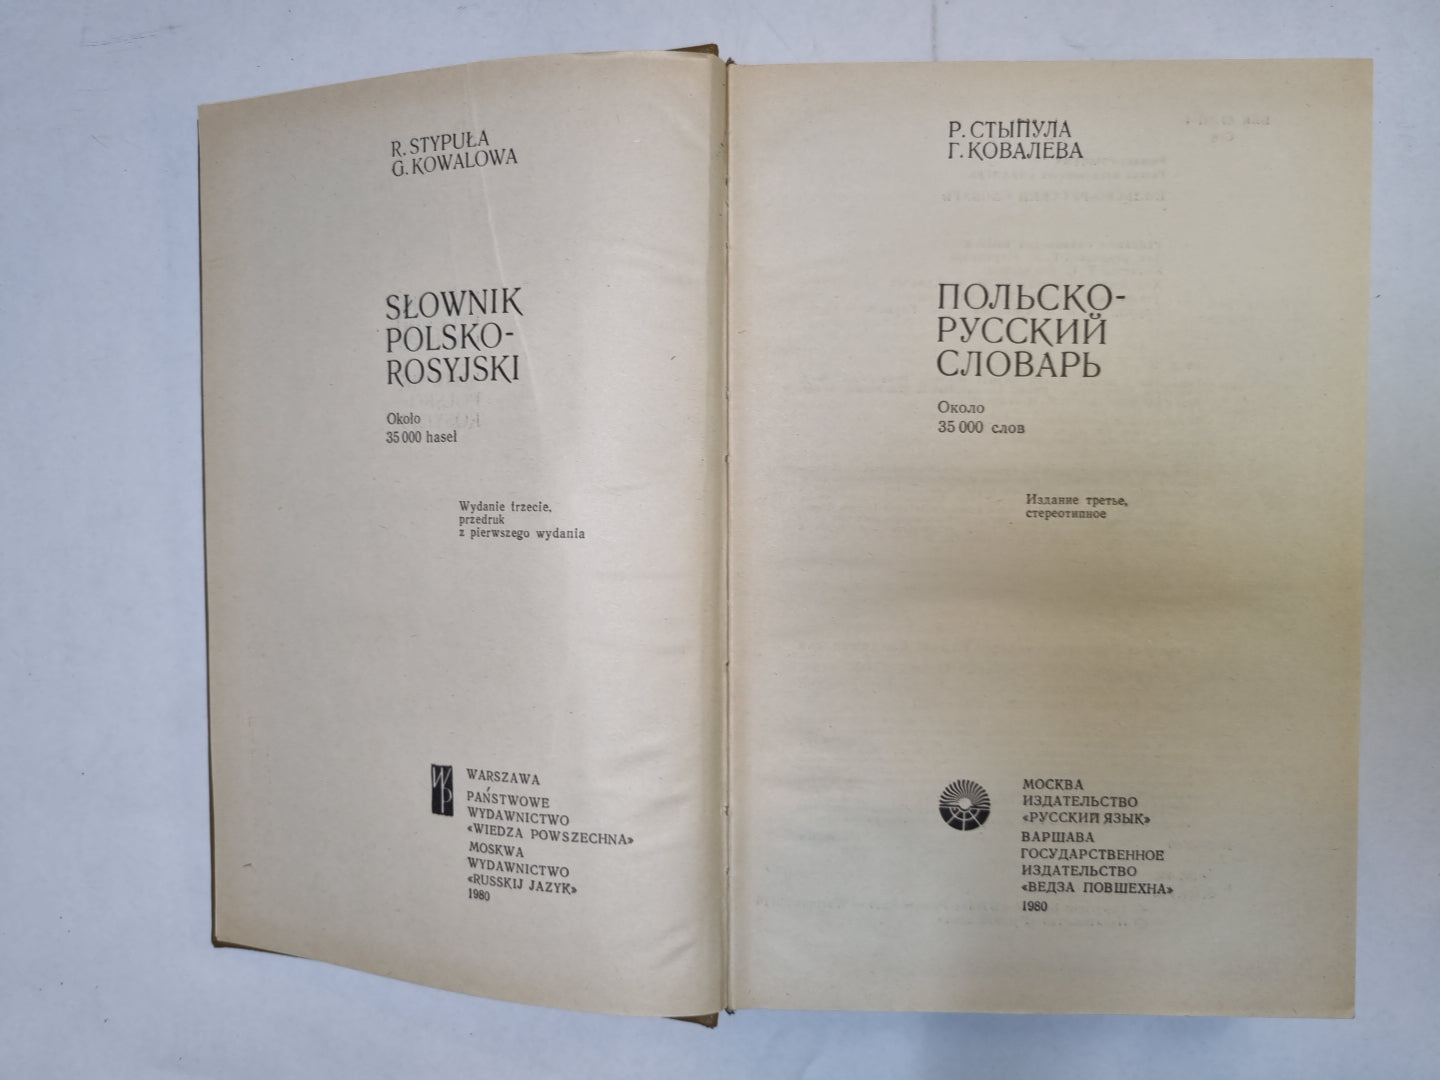 R. STYPUŁA
G. KOWALOWA
SŁOWNIK
POLSKO-
ROSYJSKI
Około
35 000 haseł
Wydanie trzecie,
przedruk
z pierwszego wydania
WP
WARSZAWA
PAŃSTWOWE
WYDAWNICTWO
«WIEDZA POWSZECHNA»
MOSKWA
WYDAWNICTWO
«RUSSKIJ JAZYK»
1980
Р. СТЫПУЛА
Г. КОВАЛЕВА
ПОЛЬСКО-
РУССКИЙ
СЛОВАРЬ
Около
35 000 слов
Издание третье,
стереотипное
МОСКВА
ИЗДАТЕЛЬСТВО
«РУССКИЙ ЯЗЫК»
ВАРШАВА
ГОСУДАРСТВЕННОЕ
ИЗДАТЕЛЬСТВО
«ВЕДЗА ПОВШЕХНА»
1980